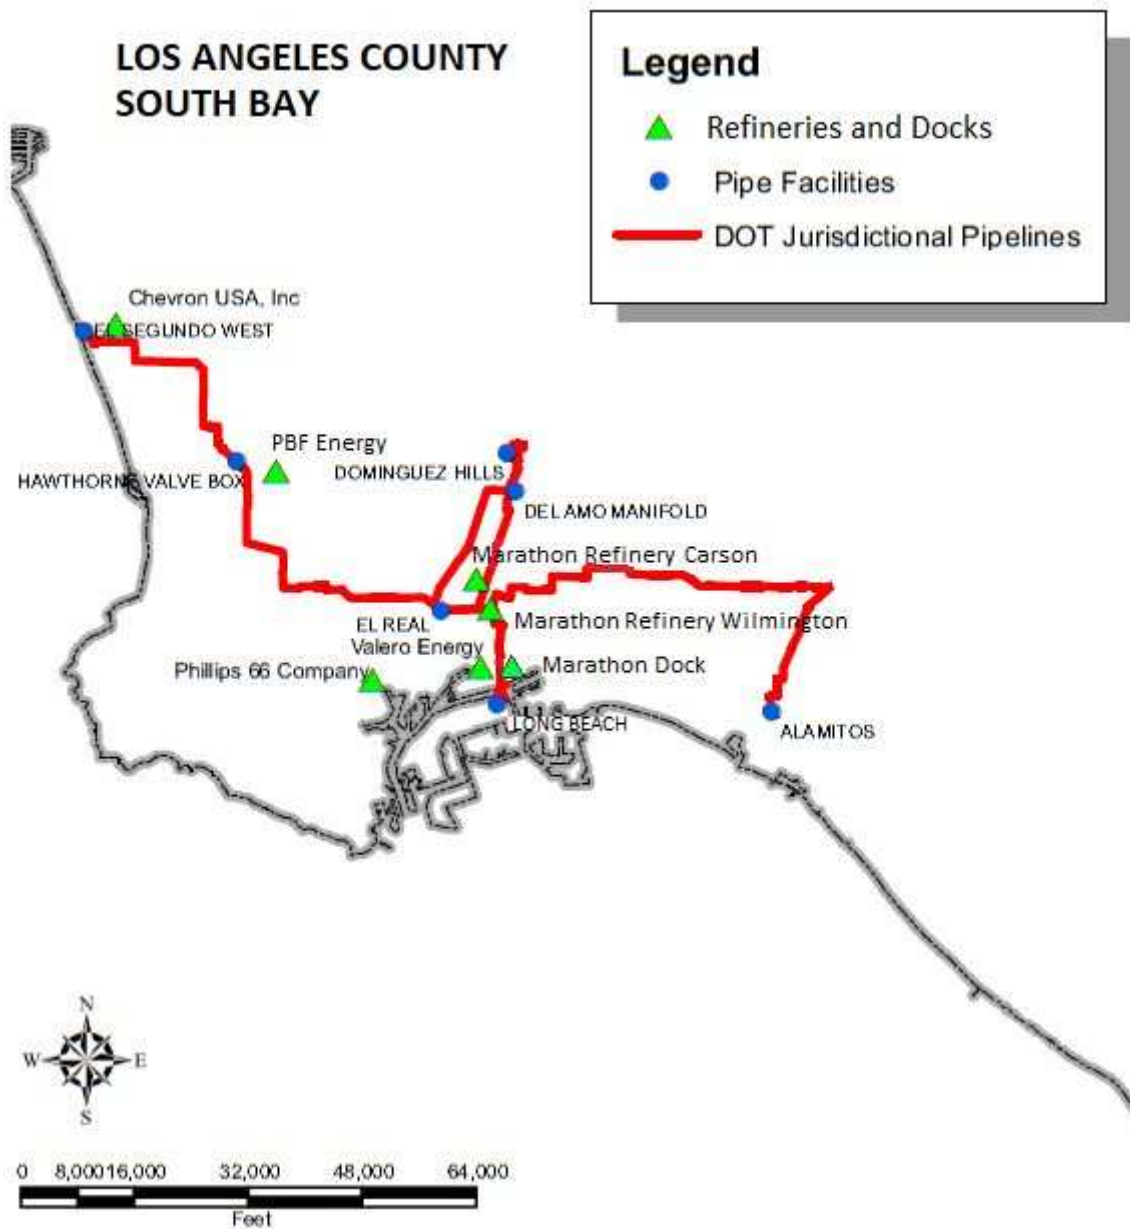 LOS ANGELES COUNTY
SOUTH BAY
Legend
Refineries and Docks
Pipe Facilities
DOT Jurisdictional Pipelines
Chevron USA, Inc
EL SEGUNDO WEST
PBF Energy
HAWTHORNE VALVE BOX
DOMINGUEZ HILLS
DEL AMO MANIFOLD
Marathon Refinery Carson
EL REAL
Marathon Refinery Wilmington
Valero Energy
Phillips 66 Company
Marathon Dock
LONG BEACH
ALAMITOS
N
W E
S
0 8,000 16,000 32,000 48,000 64,000
Feet